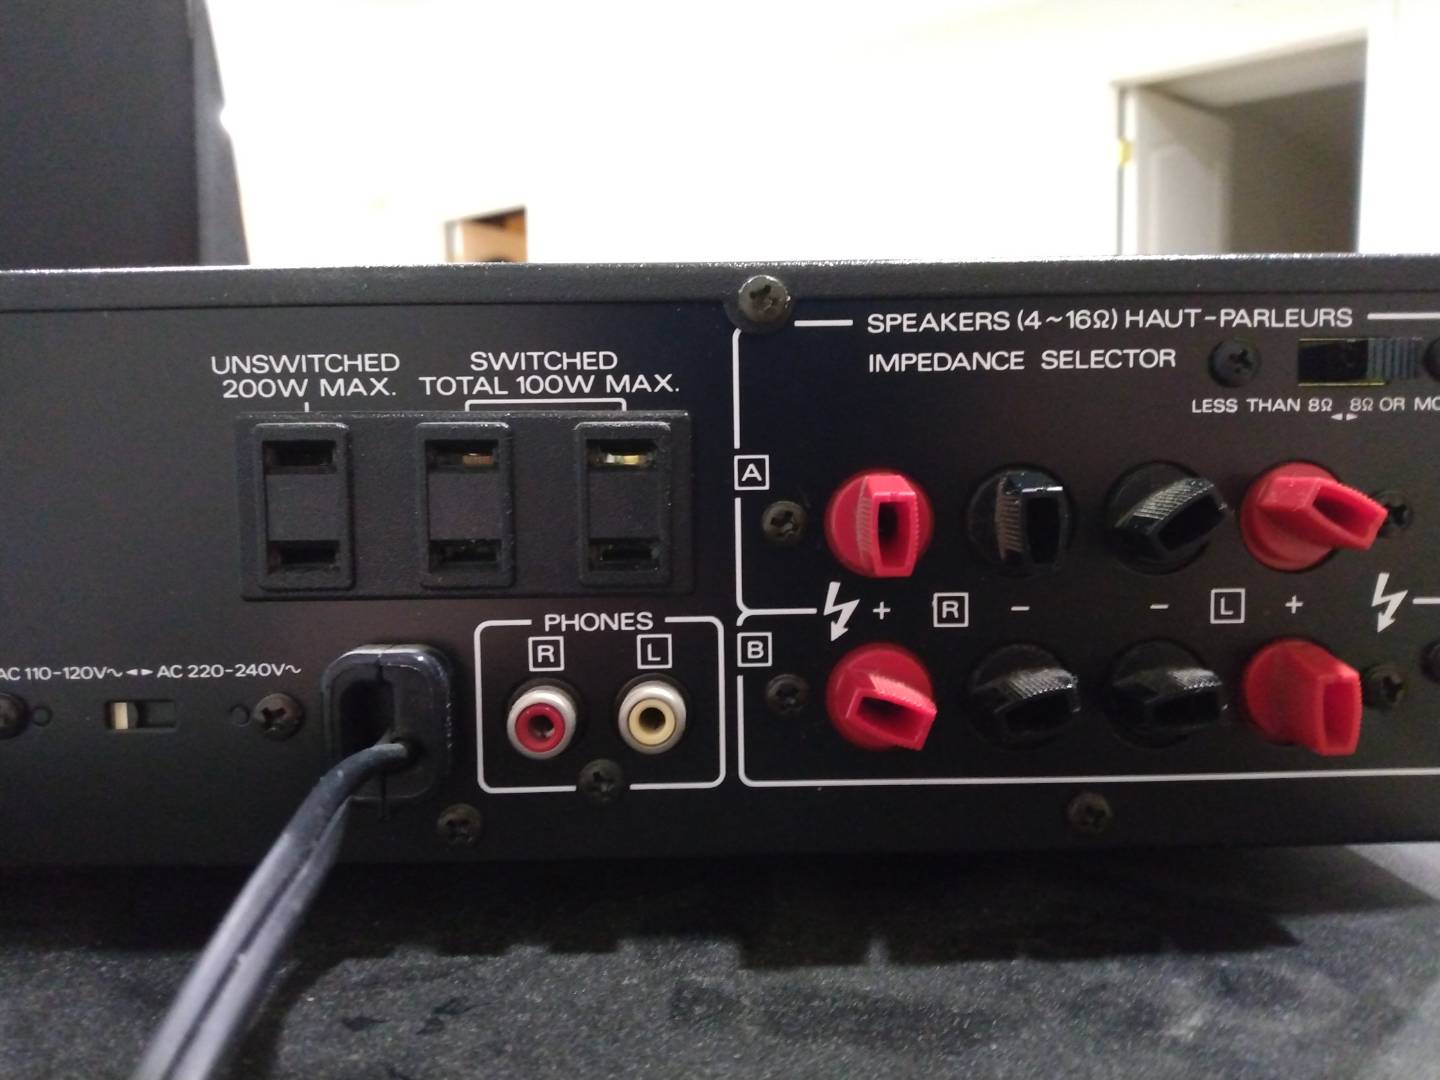 UNSWITCHED
200W MAX.
SWITCHED
TOTAL 100W MAX.
SPEAKERS (4~16Ω) HAUT-PARLEURS
IMPEDANCE SELECTOR
LESS THAN 8Ω ◄► 8Ω OR
A
+ R - - L +
B
AC 110-120V~ ◄► AC 220-240V~
PHONES
R L